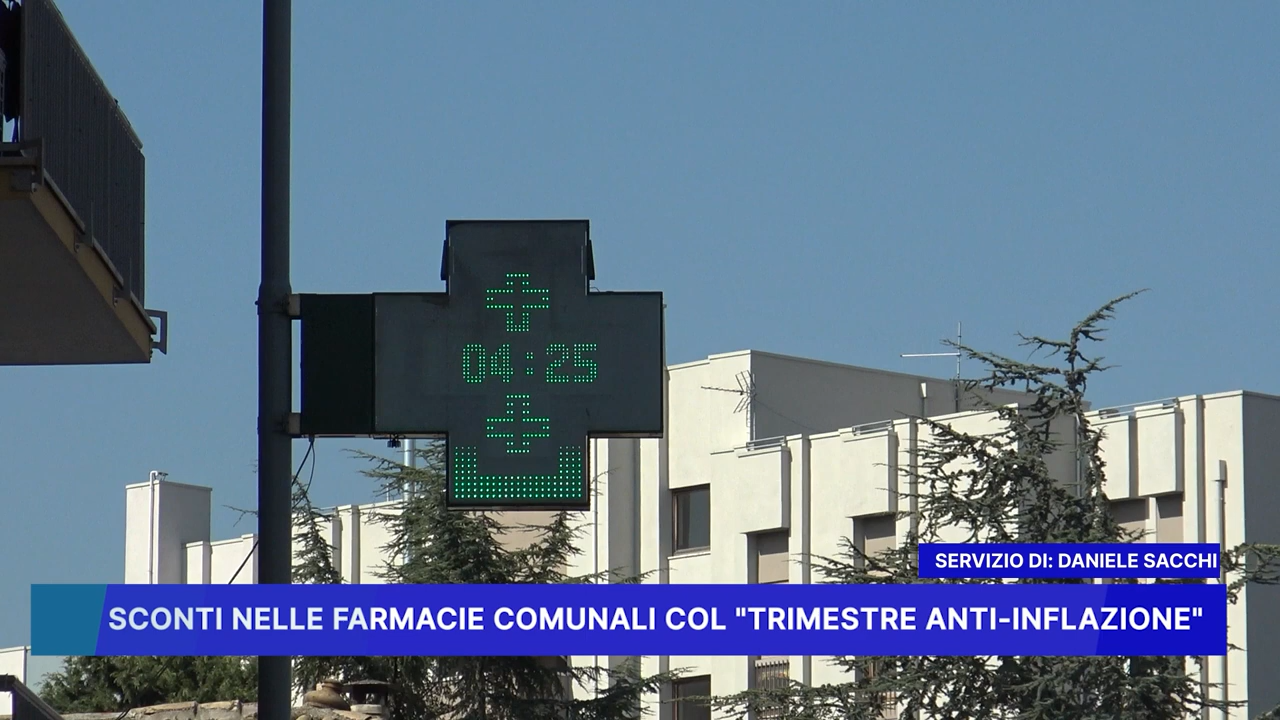 04:25
SERVIZIO DI: DANIELE SACCHI
SCONTI NELLE FARMACIE COMUNALI COL "TRIMESTRE ANTI-INFLAZIONE"